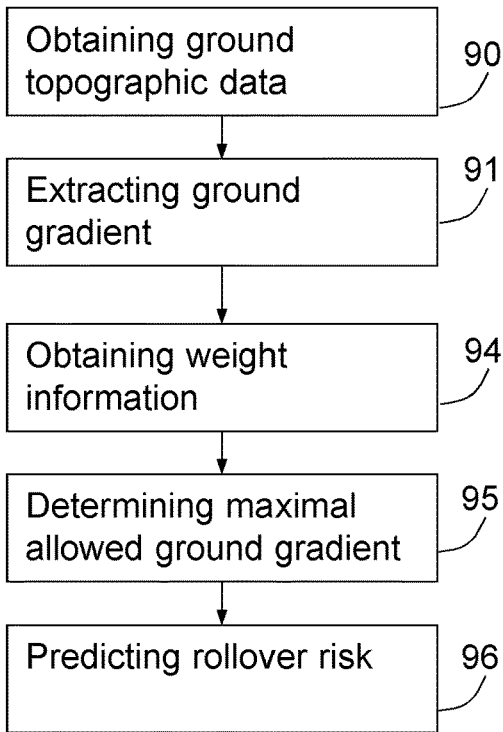 Obtaining ground
topographic data
90
Extracting ground
gradient
91
Obtaining weight
information
94
Determining maximal
allowed ground gradient
95
Predicting rollover risk
96